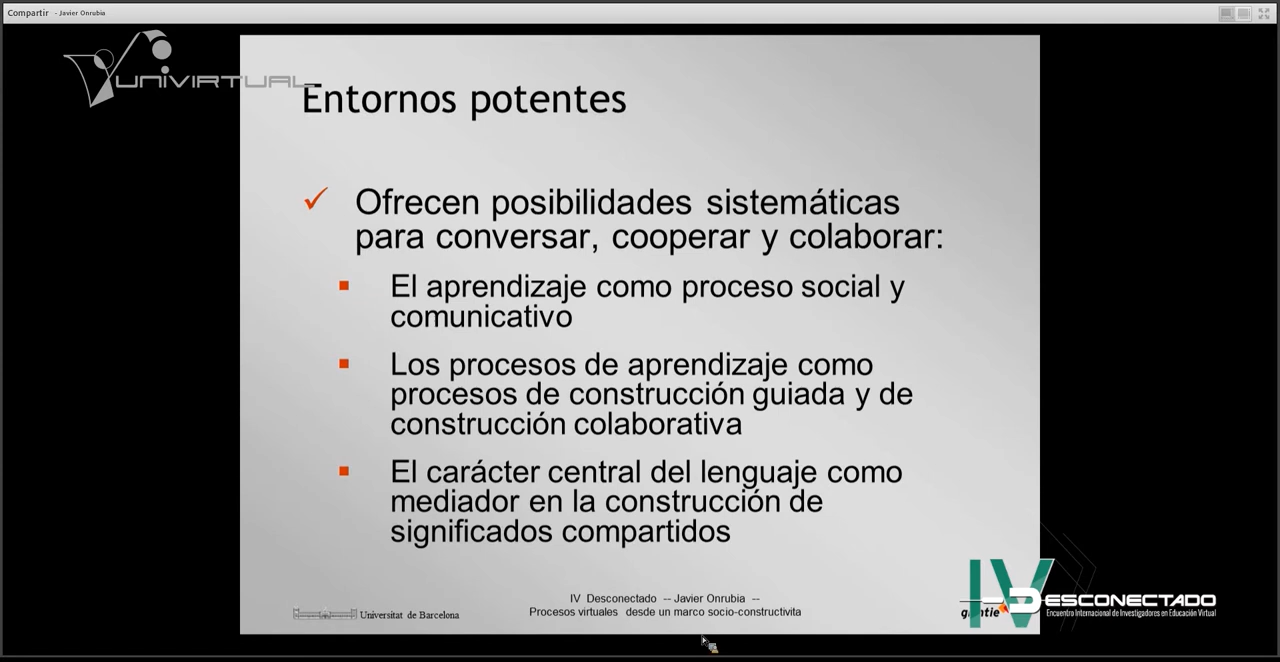 Compartir - Javier Onrubia
UNIVIRTUAL
Entornos potentes
✓ Ofrecen posibilidades sistemáticas
para conversar, cooperar y colaborar:
▪ El aprendizaje como proceso social y
comunicativo
▪ Los procesos de aprendizaje como
procesos de construcción guiada y de
construcción colaborativa
▪ El carácter central del lenguaje como
mediador en la construcción de
significados compartidos
IV Desconectado -- Javier Onrubia --
Procesos virtuales desde un marco socio-constructivita
Universitat de Barcelona
IV DESCONECTADO
Encuentro Internacional de Investigadores en Educación Virtual